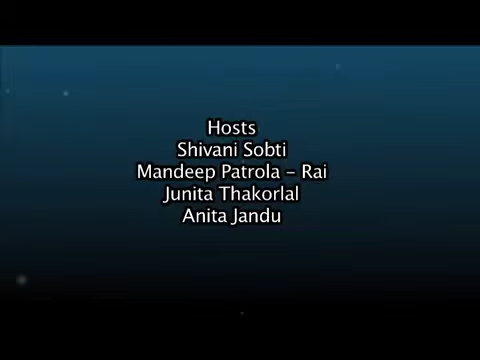 Hosts
Shivani Sobti
Mandeep Patrola - Rai
Junita Thakorlal
Anita Jandu